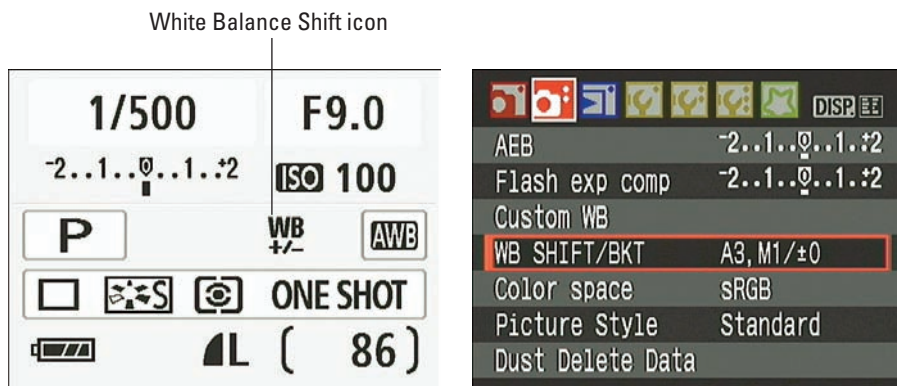 White Balance Shift icon
1/500 F9.0
-2..1..0..1..+2 ISO 100
P WB +/- AWB
S ONE SHOT
L ( 86 )
DISP.
AEB -2..1..0..1..+2
Flash exp comp -2..1..0..1..+2
Custom WB
WB SHIFT/BKT A3, M1/±0
Color space sRGB
Picture Style Standard
Dust Delete Data